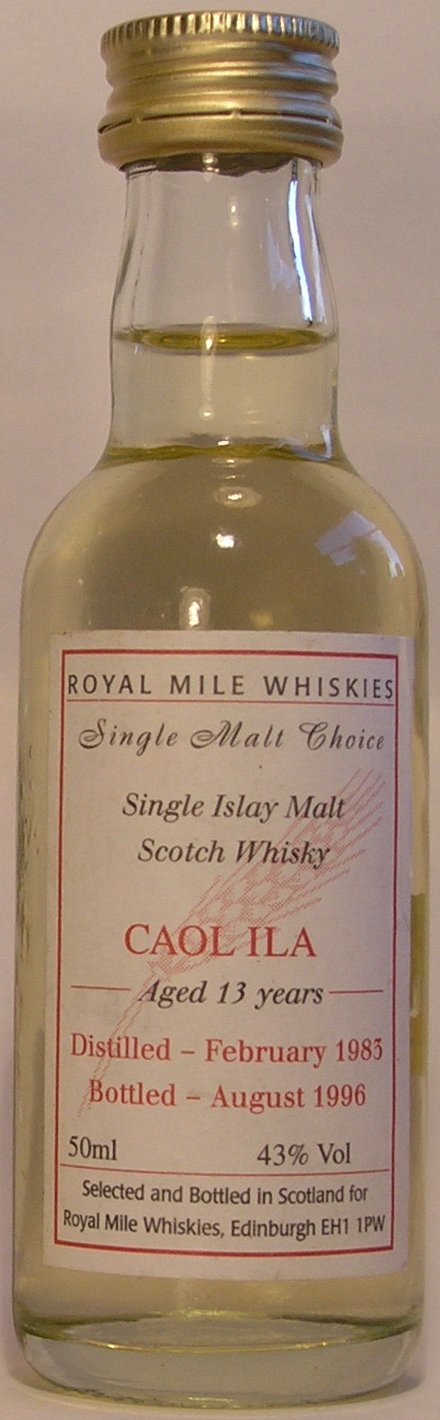 ROYAL MILE WHISKIES
Single Malt Choice
Single Islay Malt
Scotch Whisky
CAOL ILA
Aged 13 years
Distilled – February 1983
Bottled – August 1996
50ml 43% Vol
Selected and Bottled in Scotland for
Royal Mile Whiskies, Edinburgh EH1 1PW